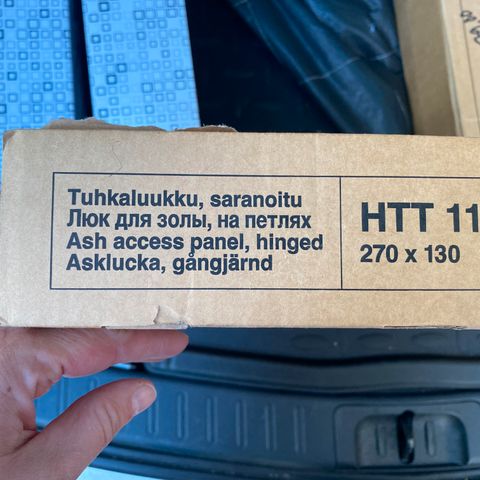 Tuhkaluukku, saranoitu
Люк для золы, на петлях
Ash access panel, hinged
Asklucka, gångjärnd
HTT 11
270 x 130